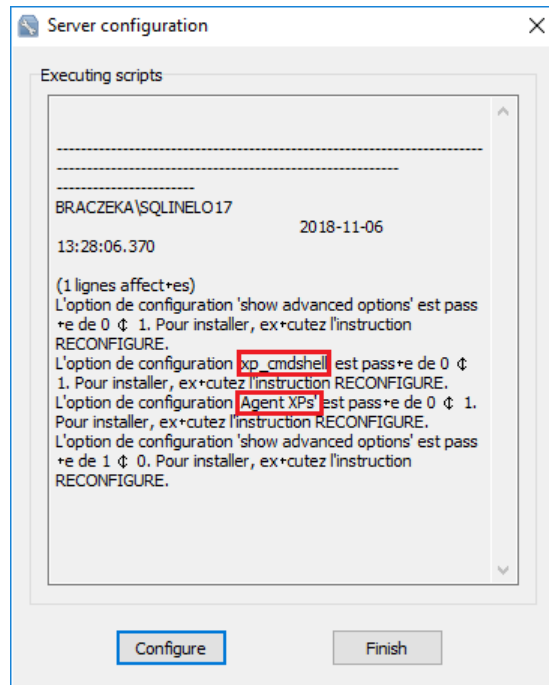 Server configuration
Executing scripts
-----------------------------------------------------------------------
---------------------------------------------------------
-----------------------
BRACZEKA\SQLINELO17
2018-11-06
13:28:06.370
(1 lignes affect+es)
L'option de configuration 'show advanced options' est pass
+e de 0 ¢ 1. Pour installer, ex+cutez l'instruction
RECONFIGURE.
L'option de configuration 'xp_cmdshell' est pass+e de 0 ¢
1. Pour installer, ex+cutez l'instruction RECONFIGURE.
L'option de configuration 'Agent XPs' est pass+e de 0 ¢ 1.
Pour installer, ex+cutez l'instruction RECONFIGURE.
L'option de configuration 'show advanced options' est pass
+e de 1 ¢ 0. Pour installer, ex+cutez l'instruction
RECONFIGURE.
Configure
Finish